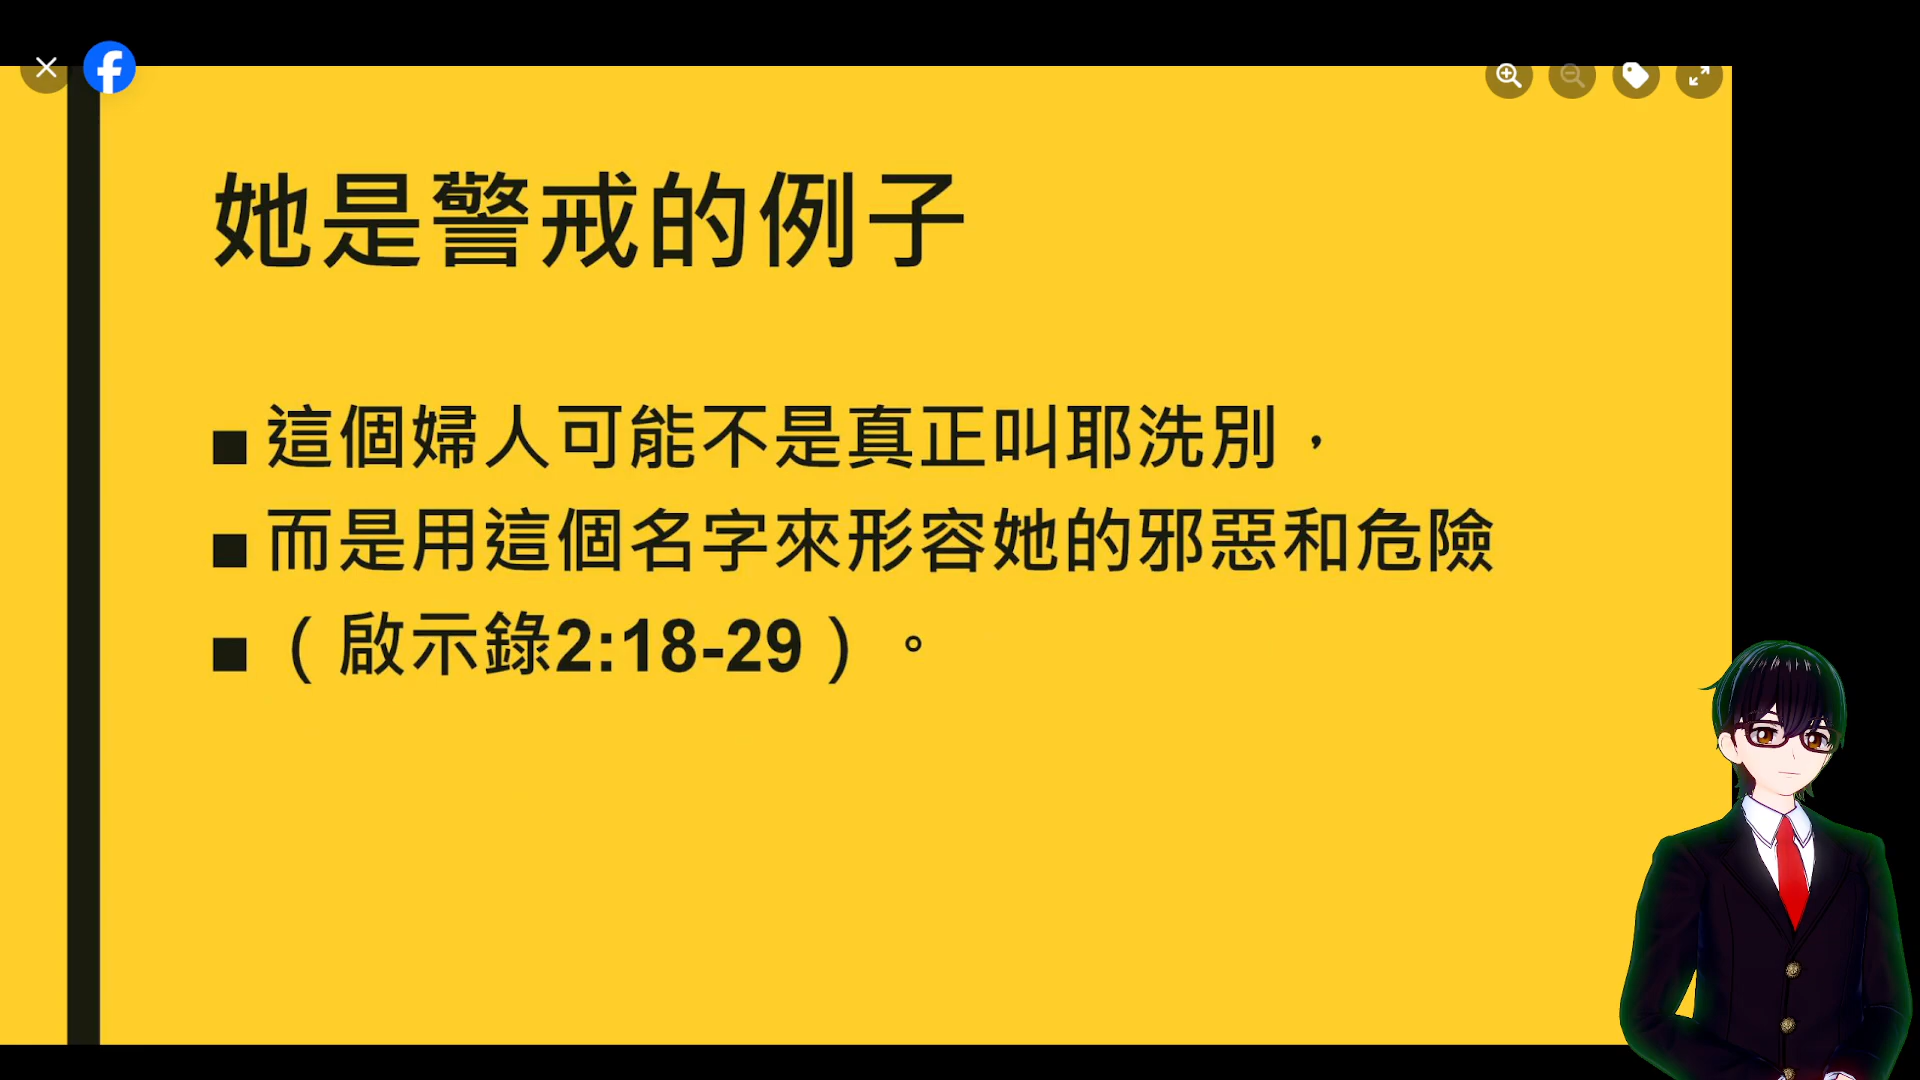 她是警戒的例子
■ 這個婦人可能不是真正叫耶洗別，
■ 而是用這個名字來形容她的邪惡和危險
■ （啟示錄2:18-29）。